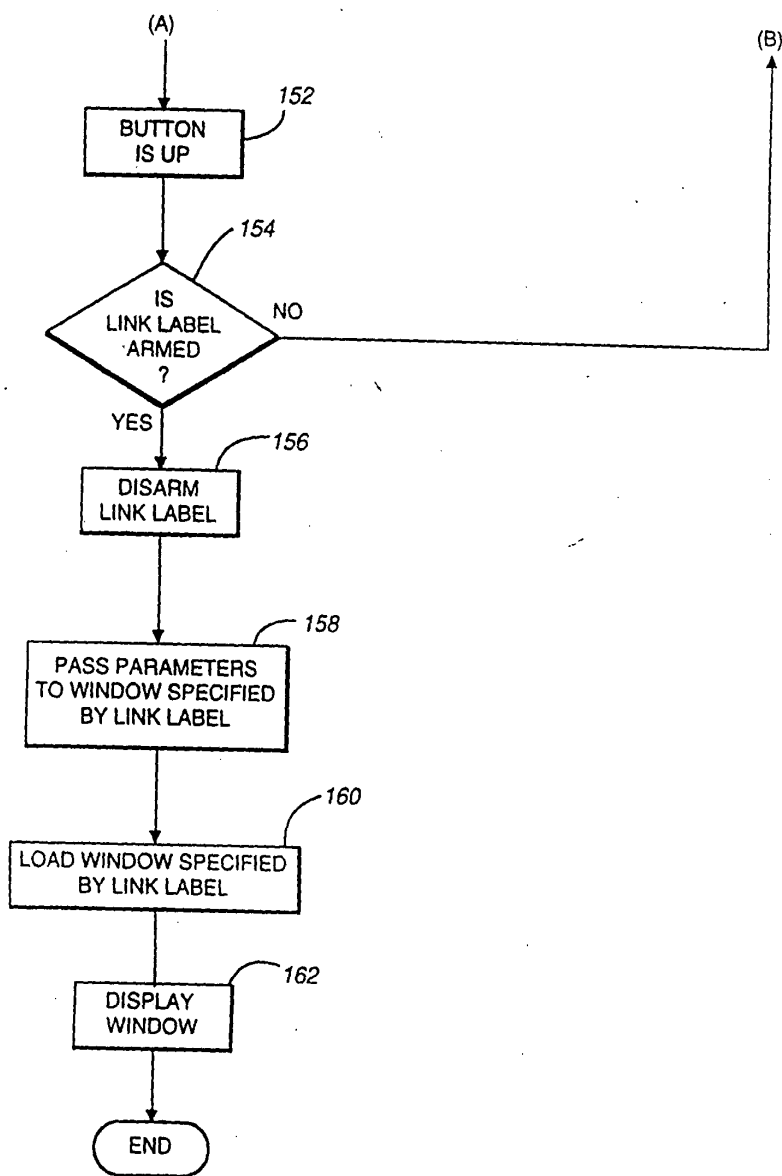 (A)
(B)
152
BUTTON
IS UP
154
IS
LINK LABEL
ARMED
?
NO
YES
156
DISARM
LINK LABEL
158
PASS PARAMETERS
TO WINDOW SPECIFIED
BY LINK LABEL
160
LOAD WINDOW SPECIFIED
BY LINK LABEL
162
DISPLAY
WINDOW
END